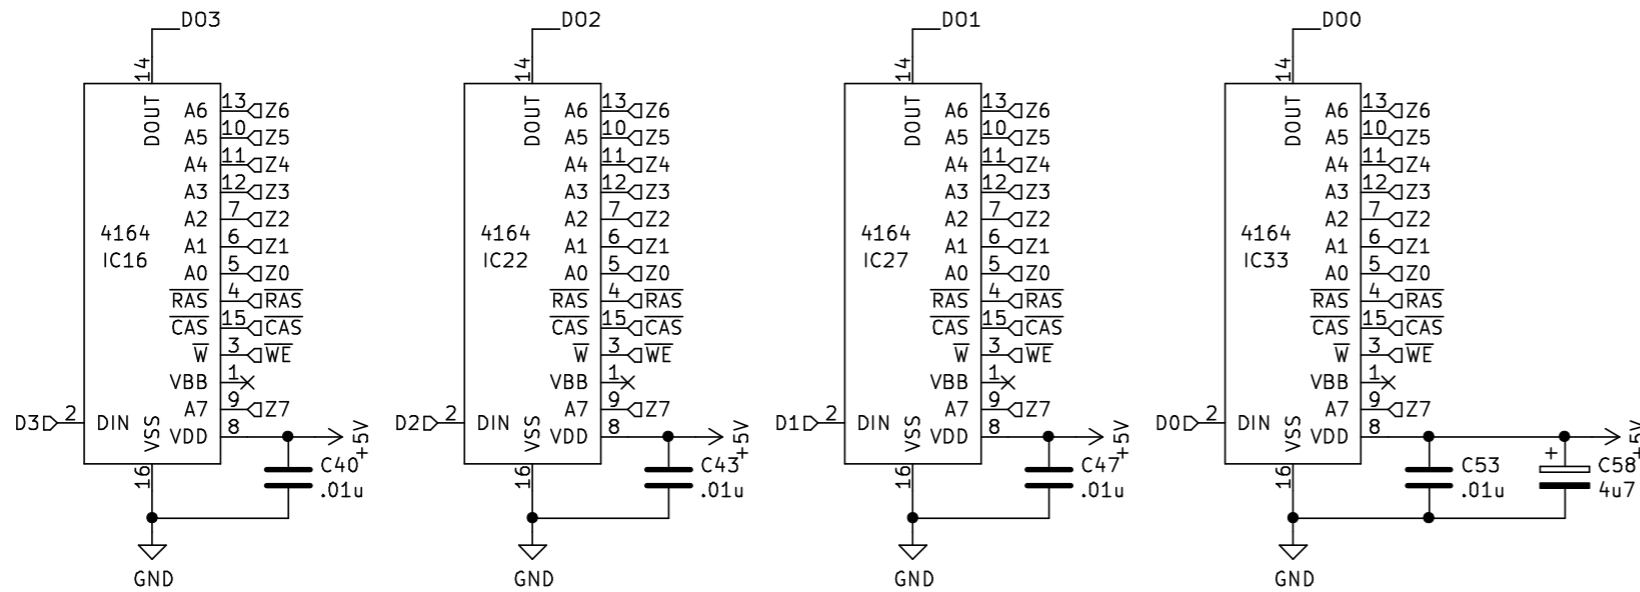 DO3
14
DOUT
A6 13 Z6
A5 10 Z5
A4 11 Z4
A3 12 Z3
A2 7 Z2
4164
A1 6 Z1
IC16
A0 5 Z0
RAS 4 RAS
CAS 15 CAS
W 3 WE
VBB 1
A7 9 Z7
D3 2 DIN
VSS
VDD 8
+5V
16
C40
.01u
GND
DO2
14
DOUT
A6 13 Z6
A5 10 Z5
A4 11 Z4
A3 12 Z3
A2 7 Z2
4164
A1 6 Z1
IC22
A0 5 Z0
RAS 4 RAS
CAS 15 CAS
W 3 WE
VBB 1
A7 9 Z7
D2 2 DIN
VSS
VDD 8
+5V
16
C43
.01u
GND
DO1
14
DOUT
A6 13 Z6
A5 10 Z5
A4 11 Z4
A3 12 Z3
A2 7 Z2
4164
A1 6 Z1
IC27
A0 5 Z0
RAS 4 RAS
CAS 15 CAS
W 3 WE
VBB 1
A7 9 Z7
D1 2 DIN
VSS
VDD 8
+5V
16
C47
.01u
GND
DO0
14
DOUT
A6 13 Z6
A5 10 Z5
A4 11 Z4
A3 12 Z3
A2 7 Z2
4164
A1 6 Z1
IC33
A0 5 Z0
RAS 4 RAS
CAS 15 CAS
W 3 WE
VBB 1
A7 9 Z7
D0 2 DIN
VSS
VDD 8
+5V
16
C53
.01u
+
C58
4u7
GND